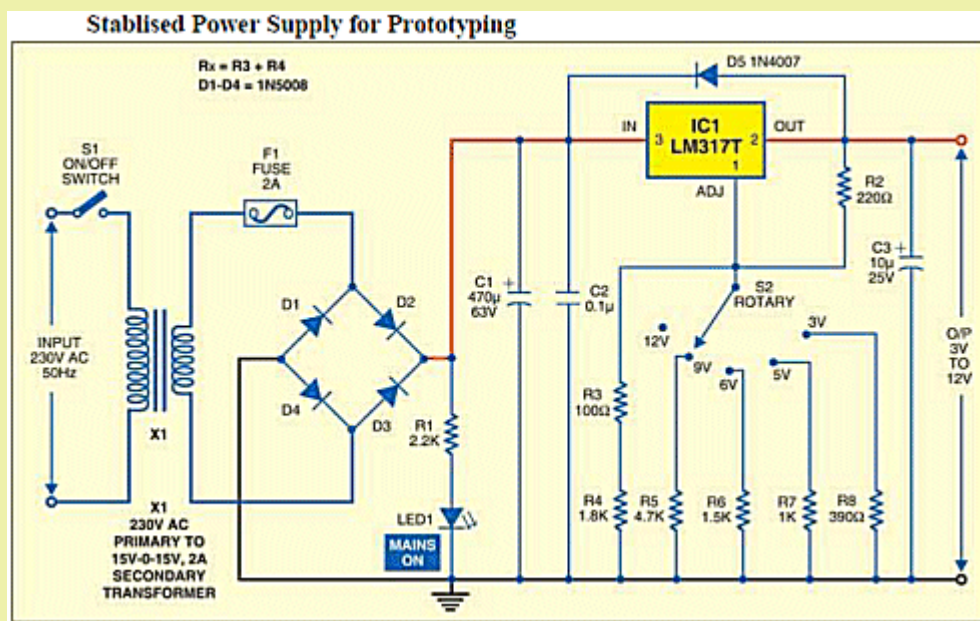 Stablised Power Supply for Prototyping
Rx = R3 + R4
D1-D4 = 1N5008
D5 1N4007
S1
ON/OFF
SWITCH
F1
FUSE
2A
IN
3
IC1
LM317T
2
1
OUT
ADJ
R2
220Ω
C3 +
10µ
25V
INPUT
230V AC
50Hz
X1
D1
D2
D4
D3
C1 +
470µ
63V
C2
0.1µ
S2
ROTARY
12V
9V
6V
5V
3V
O/P
3V
TO
12V
R1
2.2K
R3
100Ω
R4
1.8K
R5
4.7K
R6
1.5K
R7
1K
R8
390Ω
LED1
MAINS
ON
X1
230V AC
PRIMARY TO
15V-0-15V, 2A
SECONDARY
TRANSFORMER